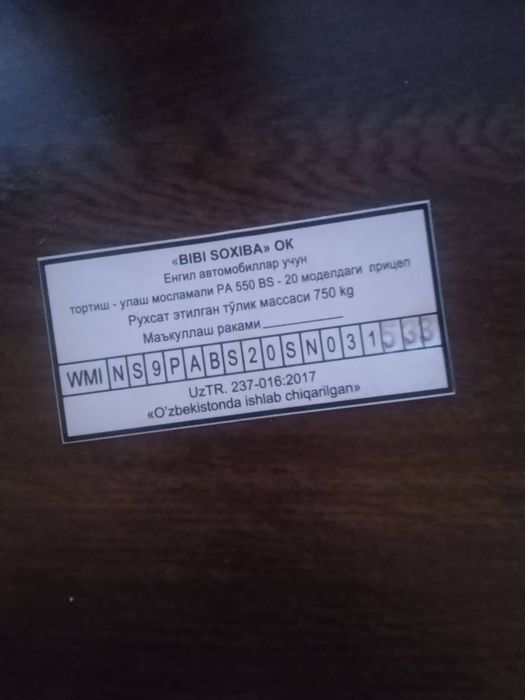 «BIBI SOXIBA» OK
Енгил автомобиллар учун
тортиш - улаш мосламали PA 550 BS - 20 моделдаги прицеп
Рухсат этилган тўлик массаси 750 kg
Маъкуллаш раками
WMI N S 9 P A B S 2 0 S N 0 3 1 5 3 3
UzTR. 237-016:2017
«O'zbekistonda ishlab chiqarilgan»